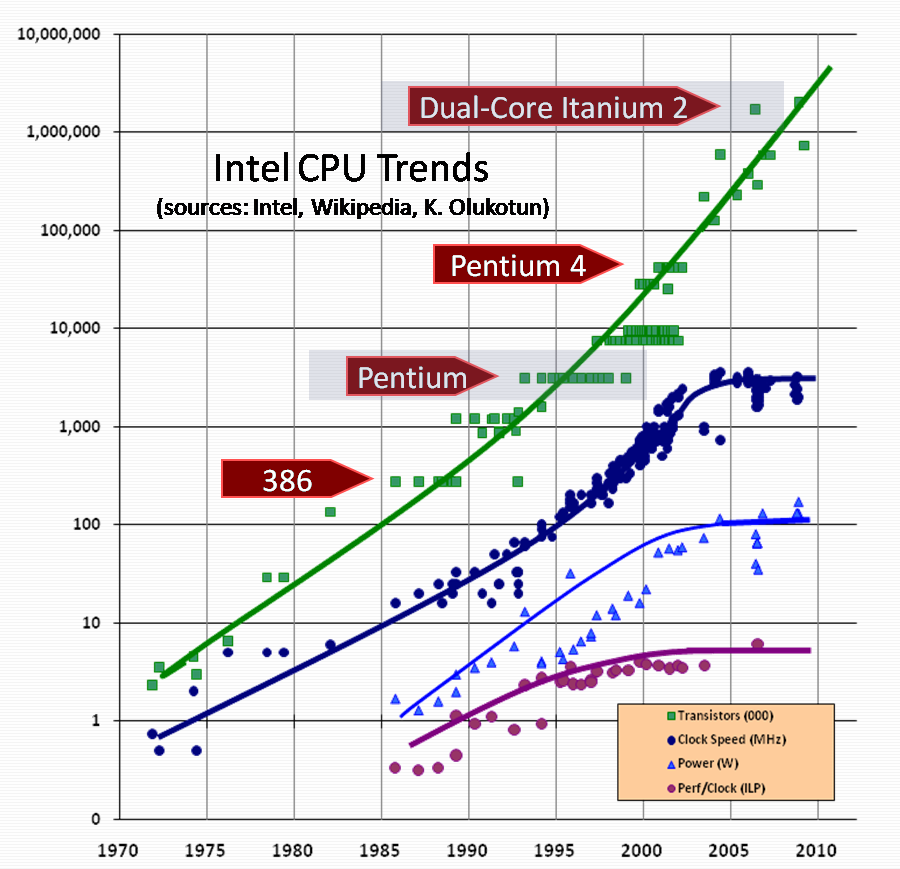 10,000,000
1,000,000
100,000
10,000
1,000
100
10
1
0
Dual-Core Itanium 2
Intel CPU Trends
(sources: Intel, Wikipedia, K. Olukotun)
Pentium 4
Pentium
386
Transistors (000)
Clock Speed (MHz)
Power (W)
Perf/Clock (ILP)
1970 1975 1980 1985 1990 1995 2000 2005 2010